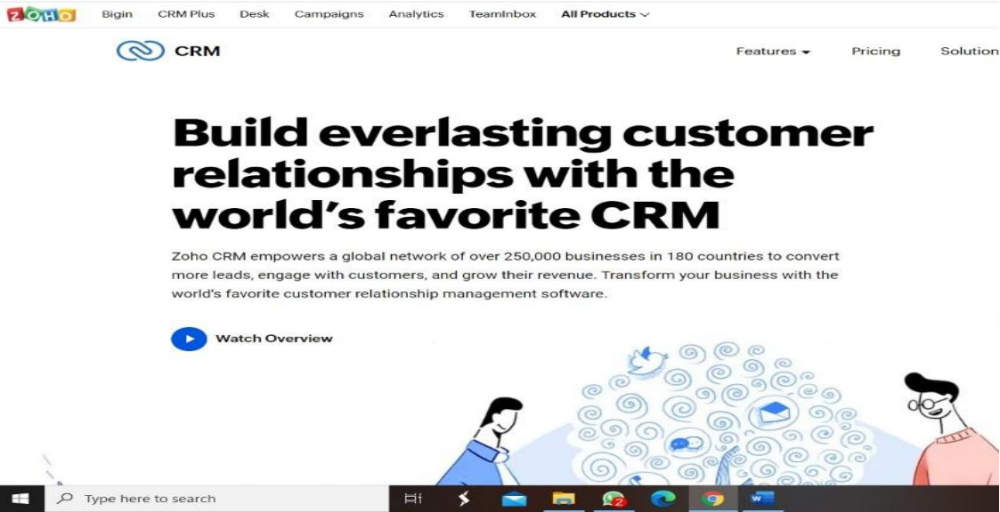 ZOHO Bigin CRM Plus Desk Campaigns Analytics TeamInbox All Products
CRM Features Pricing Solution
Build everlasting customer
relationships with the
world's favorite CRM
Zoho CRM empowers a global network of over 250,000 businesses in 180 countries to convert
more leads, engage with customers, and grow their revenue. Transform your business with the
world's favorite customer relationship management software.
Watch Overview
Type here to search 2 W